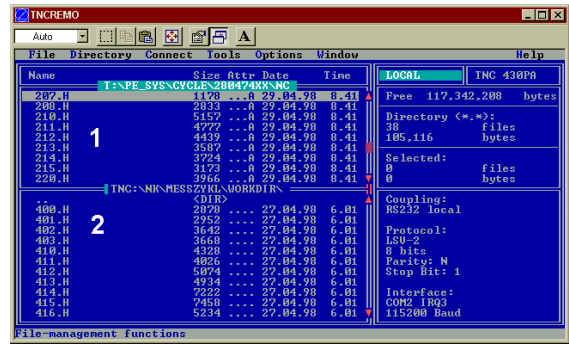 TNCREMO
Auto
A
File Directory Connect Tools Options Window Help
Name Size Attr Date Time
T:\PE_SYS\CYCLE\280474XX\NC
207.H 1178 ...A 29.04.98 8.41
208.H 2833 ...A 29.04.98 8.41
210.H 5157 ...A 29.04.98 8.41
211.H 4777 ...A 29.04.98 8.41
212.H 4439 ...A 29.04.98 8.41
213.H 3587 ...A 29.04.98 8.41
214.H 3724 ...A 29.04.98 8.41
215.H 3173 ...A 29.04.98 8.41
220.H 3966 ...A 29.04.98 8.41
1
TNC:\NK\MESSZYKL\WORKDIR\
.. <DIR>
400.H 2878 .... 27.04.98 6.01
401.H 2952 .... 27.04.98 6.01
402.H 3642 .... 27.04.98 6.01
403.H 3668 .... 27.04.98 6.01
410.H 4328 .... 27.04.98 6.01
411.H 4026 .... 27.04.98 6.01
412.H 5074 .... 27.04.98 6.01
413.H 4934 .... 27.04.98 6.01
414.H 7222 .... 27.04.98 6.01
415.H 7458 .... 27.04.98 6.01
416.H 5234 .... 27.04.98 6.01
2
LOCAL TNC 430PA
Free 117,342,208 bytes
Directory (*.*):
38 files
105,116 bytes
Selected:
0 files
0 bytes
Coupling:
RS232 local
Protocol:
LSV-2
8 bits
Parity: N
Stop Bit: 1
Interface:
COM2 IRQ3
115200 Baud
File-management functions